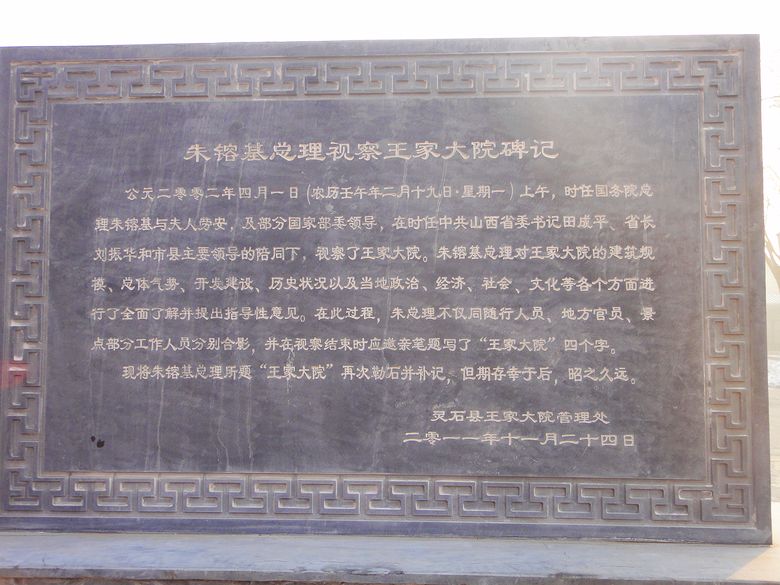 朱镕基总理视察王家大院碑记
公元二零零二年四月一日（农历壬午年二月十九日·星期一）上午，时任国务院总
理朱镕基与夫人劳安，及部分国家部委领导，在时任中共山西省委书记田成平、省长
刘振华和市县主要领导的陪同下，视察了王家大院。朱镕基总理对王家大院的建筑规
模、总体气势、开发建设、历史状况以及当地政治、经济、社会、文化等各个方面进
行了全面了解并提出指导性意见。在此过程，朱总理不仅同随行人员、地方官员、景
点部分工作人员分别合影，并在视察结束时应邀亲笔题写了“王家大院”四个字。
现将朱镕基总理所题“王家大院”再次勒石并补记，但期存幸于后，昭之久远。
灵石县王家大院管理处
二零一一年十一月二十四日